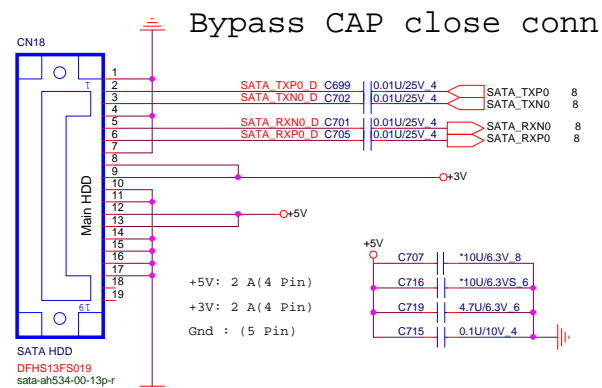 Bypass CAP close conn
CN18
1
1
2
3
4
5
6
7
8
9
10
11
12
13
14
15
16
17
18
19
19
Main HDD
SATA_TXP0_D C699 0.01U/25V_4 SATA_TXP0 8
SATA_TXN0_D C702 0.01U/25V_4 SATA_TXN0 8
SATA_RXN0_D C701 0.01U/25V_4 SATA_RXN0 8
SATA_RXP0_D C705 0.01U/25V_4 SATA_RXP0 8
+3V
+5V
+5V
C707 *10U/6.3V_8
C716 *10U/6.3VS_6
C719 4.7U/6.3V_6
C715 0.1U/10V_4
+5V: 2 A(4 Pin)
+3V: 2 A(4 Pin)
Gnd : (5 Pin)
SATA HDD
DFHS13FS019
sata-ah534-00-13p-r